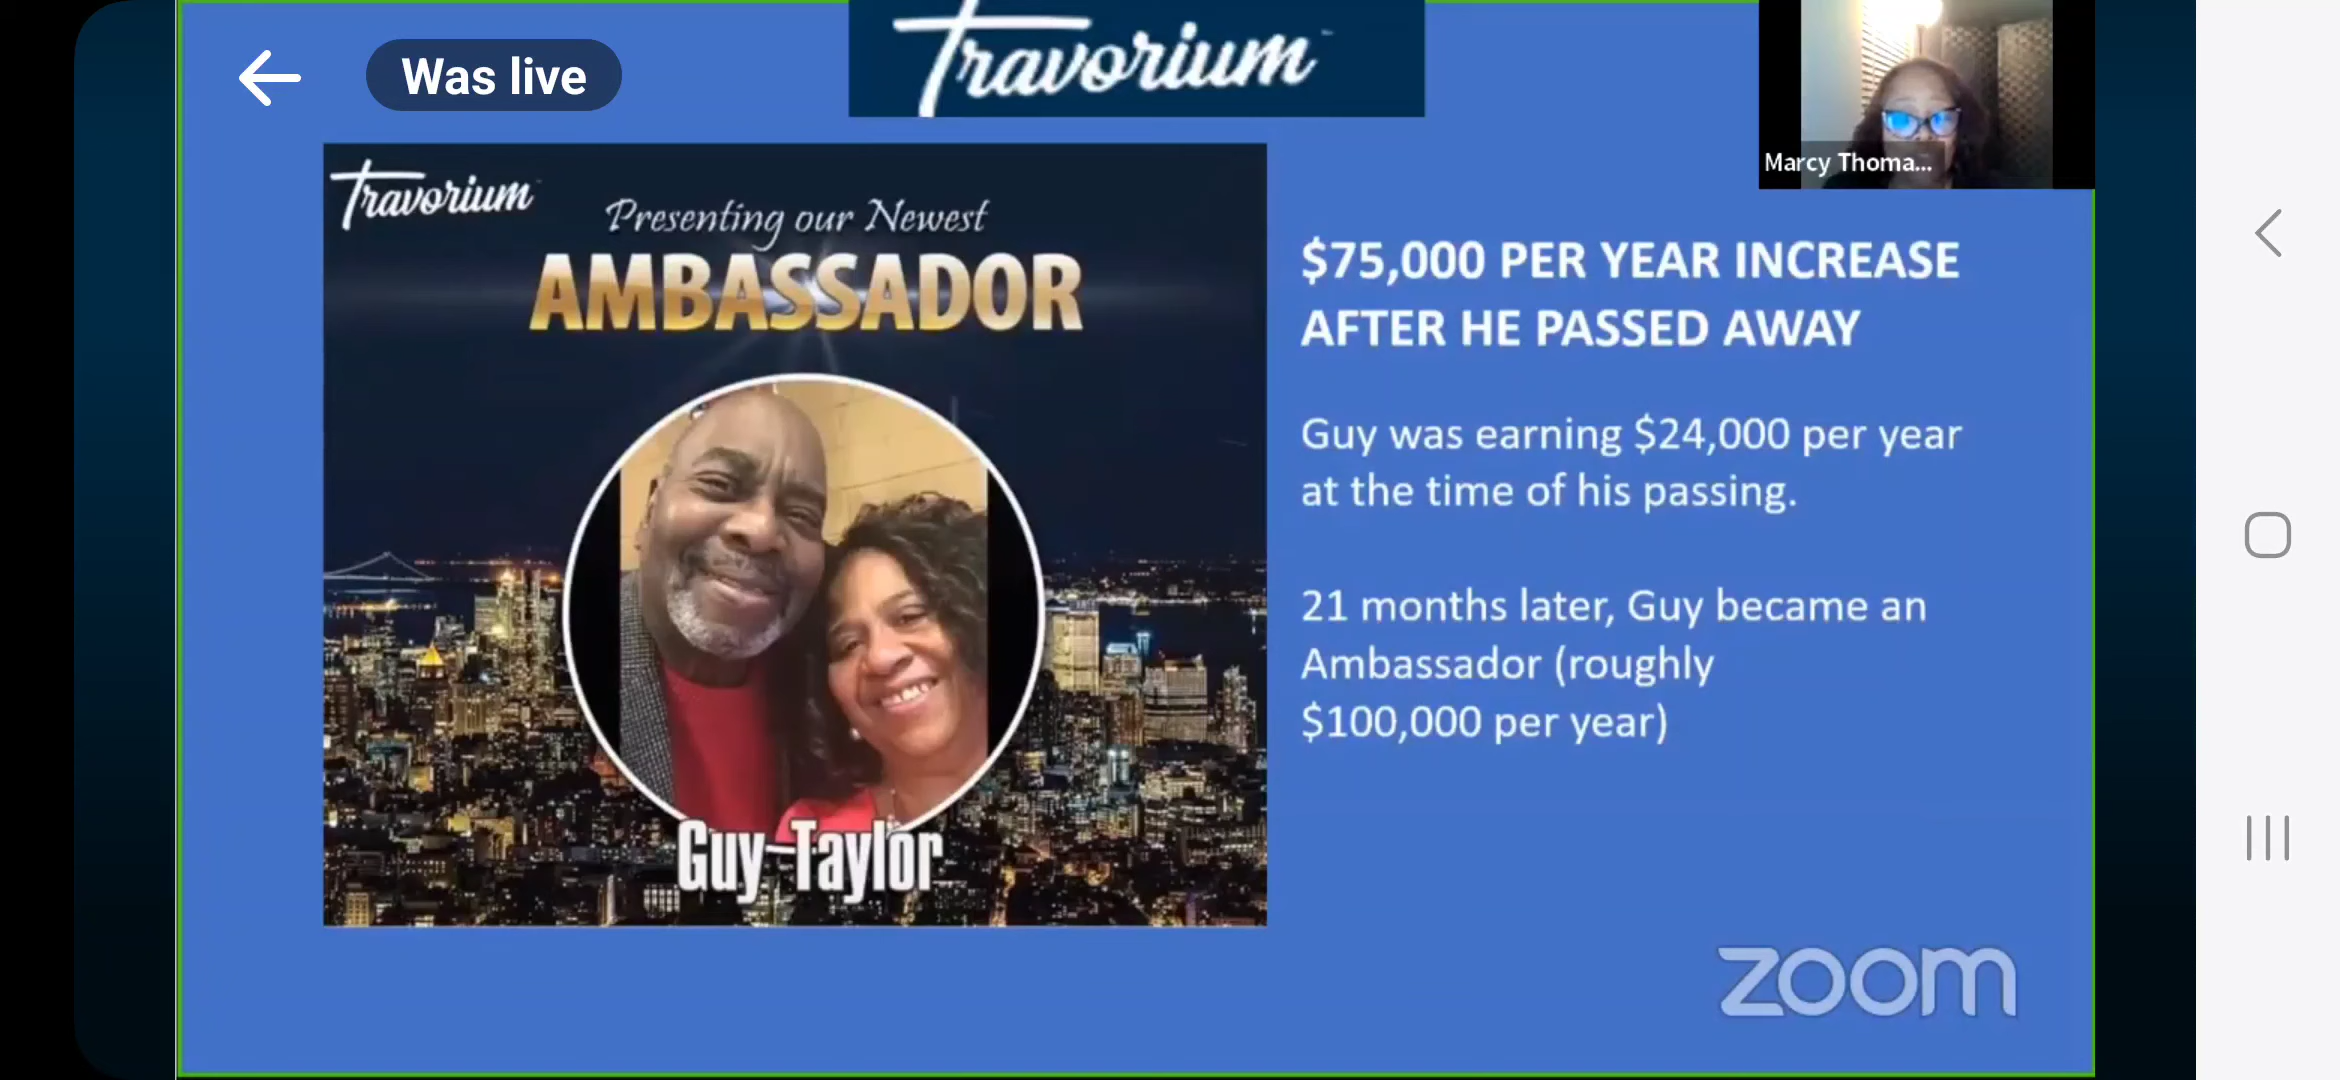 Travorium
Was live
Marcy Thoma...
Travorium
Presenting our Newest
AMBASSADOR
Guy Taylor
$75,000 PER YEAR INCREASE
AFTER HE PASSED AWAY
Guy was earning $24,000 per year
at the time of his passing.
21 months later, Guy became an
Ambassador (roughly
$100,000 per year)
zoom